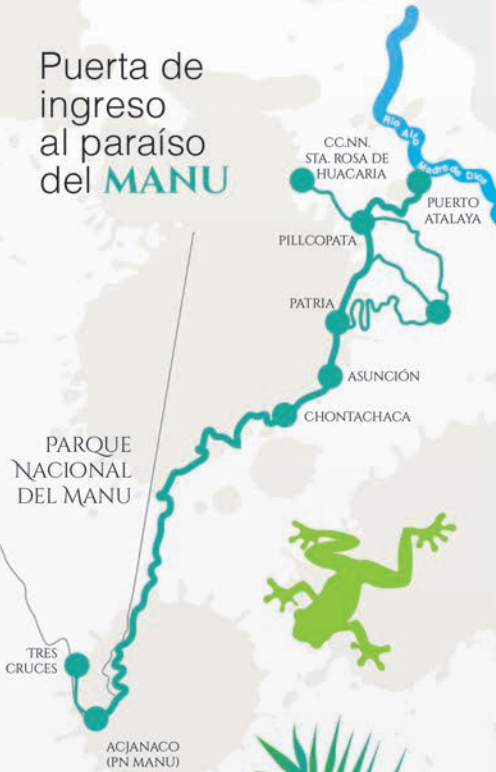 Puerta de
ingreso
al paraíso
del MANU
Río Alto Madre de Dios
CC.NN.
STA. ROSA DE
HUACARIA
PUERTO
ATALAYA
PILLCOPATA
PATRIA
ASUNCIÓN
CHONTACHACA
PARQUE
NACIONAL
DEL MANU
TRES
CRUCES
ACJANACO
(PN MANU)